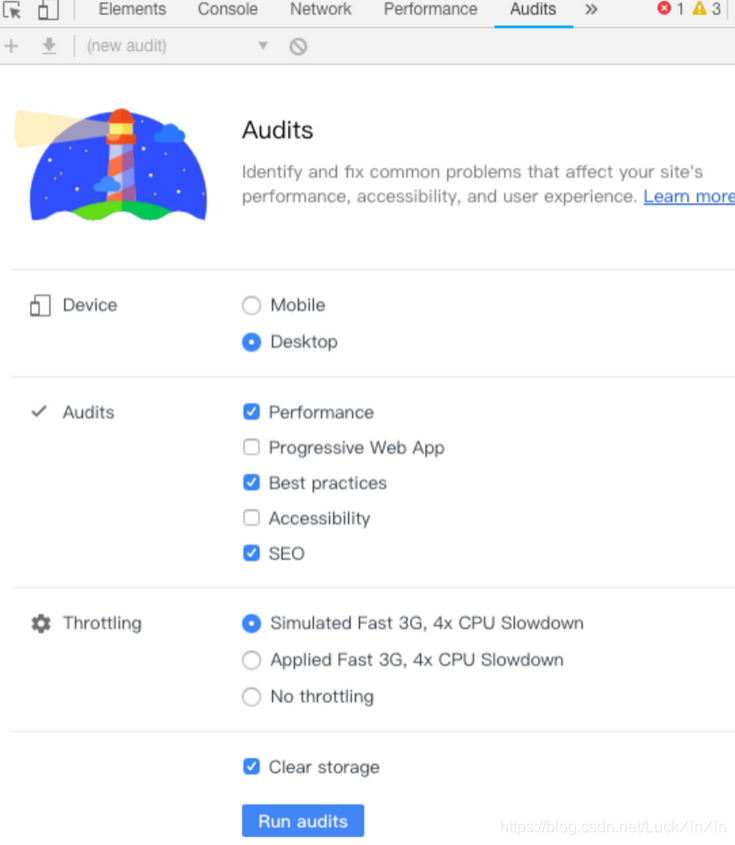 Elements Console Network Performance Audits » 1 3
(new audit)
Audits
Identify and fix common problems that affect your site's
performance, accessibility, and user experience. Learn more
Device
Mobile
Desktop
Audits
Performance
Progressive Web App
Best practices
Accessibility
SEO
Throttling
Simulated Fast 3G, 4x CPU Slowdown
Applied Fast 3G, 4x CPU Slowdown
No throttling
Clear storage
Run audits
https://blog.csdn.net/LuckXinXin